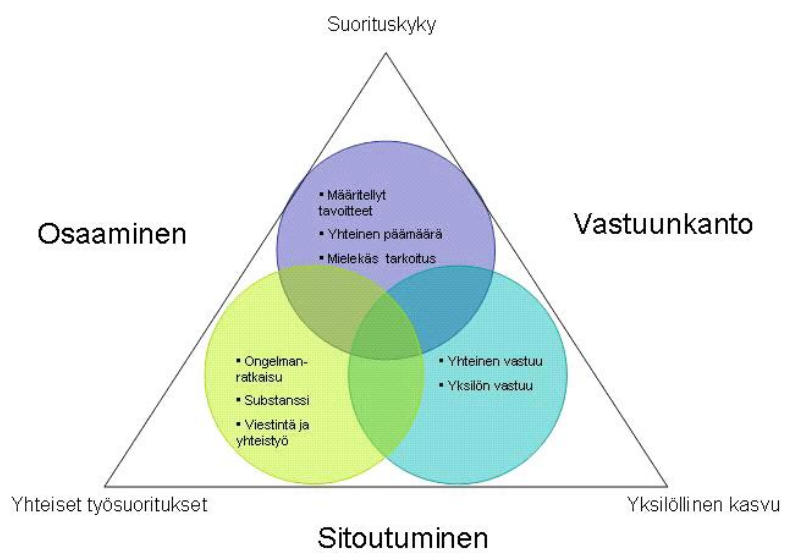 Suorituskyky
▪ Määritellyt
tavoitteet
▪ Yhteinen päämäärä
▪ Mielekäs tarkoitus
Osaaminen
Vastuunkanto
▪ Ongelman-
ratkaisu
▪ Substanssi
▪ Viestintä ja
yhteistyö
▪ Yhteinen vastuu
▪ Yksilön vastuu
Yhteiset työsuoritukset
Yksilöllinen kasvu
Sitoutuminen